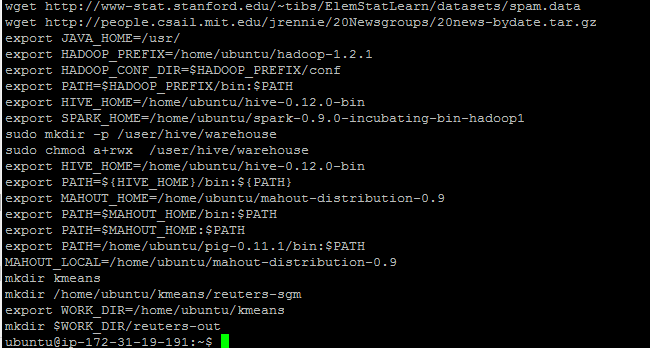 wget http://www-stat.stanford.edu/~tibs/ElemStatLearn/datasets/spam.data
wget http://people.csail.mit.edu/jrennie/20Newsgroups/20news-bydate.tar.gz
export JAVA_HOME=/usr/
export HADOOP_PREFIX=/home/ubuntu/hadoop-1.2.1
export HADOOP_CONF_DIR=$HADOOP_PREFIX/conf
export PATH=$HADOOP_PREFIX/bin:$PATH
export HIVE_HOME=/home/ubuntu/hive-0.12.0-bin
export SPARK_HOME=/home/ubuntu/spark-0.9.0-incubating-bin-hadoop1
sudo mkdir -p /user/hive/warehouse
sudo chmod a+rwx  /user/hive/warehouse
export HIVE_HOME=/home/ubuntu/hive-0.12.0-bin
export PATH=${HIVE_HOME}/bin:${PATH}
export MAHOUT_HOME=/home/ubuntu/mahout-distribution-0.9
export PATH=$MAHOUT_HOME/bin:$PATH
export PATH=$MAHOUT_HOME:$PATH
export PATH=/home/ubuntu/pig-0.11.1/bin:$PATH
MAHOUT_LOCAL=/home/ubuntu/mahout-distribution-0.9
mkdir kmeans
mkdir /home/ubuntu/kmeans/reuters-sgm
export WORK_DIR=/home/ubuntu/kmeans
mkdir $WORK_DIR/reuters-out
ubuntu@ip-172-31-19-191:~$